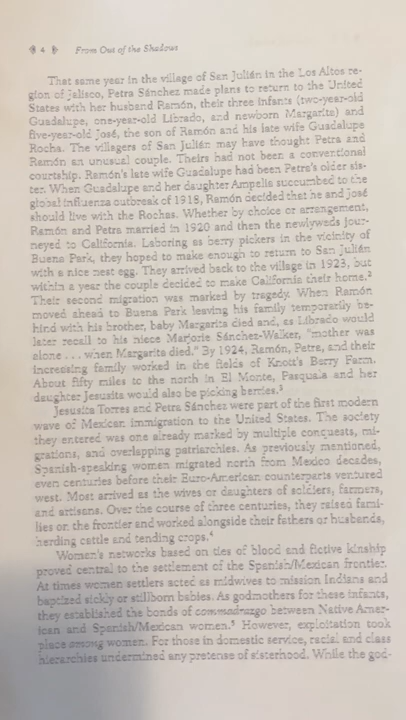 4 From Out of the Shadows
That same year in the village of San Julián in the Los Altos re-
gion of Jalisco, Petra Sánchez made plans to return to the United
States with her husband Ramón, their three infants (two-year-old
Guadalupe, one-year-old Librado, and newborn Margarita) and
five-year-old José, the son of Ramón and his late wife Guadalupe
Rocha. The villagers of San Julián may have thought Petra and
Ramón an unusual couple. Theirs had not been a conventional
courtship. Ramón's late wife Guadalupe had been Petra's older sis-
ter. When Guadalupe and her daughter Ampelia succumbed to the
global influenza outbreak of 1918, Ramón decided that he and José
should live with the Rochas. Whether by choice or arrangement,
Ramón and Petra married in 1920 and then the newlyweds jour-
neyed to California. Laboring as berry pickers in the vicinity of
Buena Park, they hoped to make enough to return to San Julián
with a nice nest egg. They arrived back to the village in 1923, but
within a year the couple decided to make California their home.²
Their second migration was marked by tragedy. When Ramón
moved ahead to Buena Park leaving his family temporarily be-
hind with his brother, baby Margarita died and, as Librado would
later recall to his niece Marjorie Sánchez-Walker, "mother was
alone . . . when Margarita died." By 1924, Ramón, Petra, and their
increasing family worked in the fields of Knott's Berry Farm.
About fifty miles to the north in El Monte, Pasquala and her
daughter Jesusita would also be picking berries.³
Jesusita Torres and Petra Sánchez were part of the first modern
wave of Mexican immigration to the United States. The society
they entered was one already marked by multiple conquests, mi-
grations, and overlapping patriarchies. As previously mentioned,
Spanish-speaking women migrated north from Mexico decades,
even centuries before their Euro-American counterparts ventured
west. Most arrived as the wives or daughters of soldiers, farmers,
and artisans. Over the course of three centuries, they raised fami-
lies on the frontier and worked alongside their fathers or husbands,
herding cattle and tending crops.⁴
Women's networks based on ties of blood and fictive kinship
proved central to the settlement of the Spanish/Mexican frontier.
At times women settlers acted as midwives to mission Indians and
baptized sickly or stillborn babies. As godmothers for these infants,
they established the bonds of commadrazgo between Native Amer-
ican and Spanish/Mexican women.⁵ However, exploitation took
place among women. For those in domestic service, racial and class
hierarchies undermined any pretense of sisterhood. While the god-